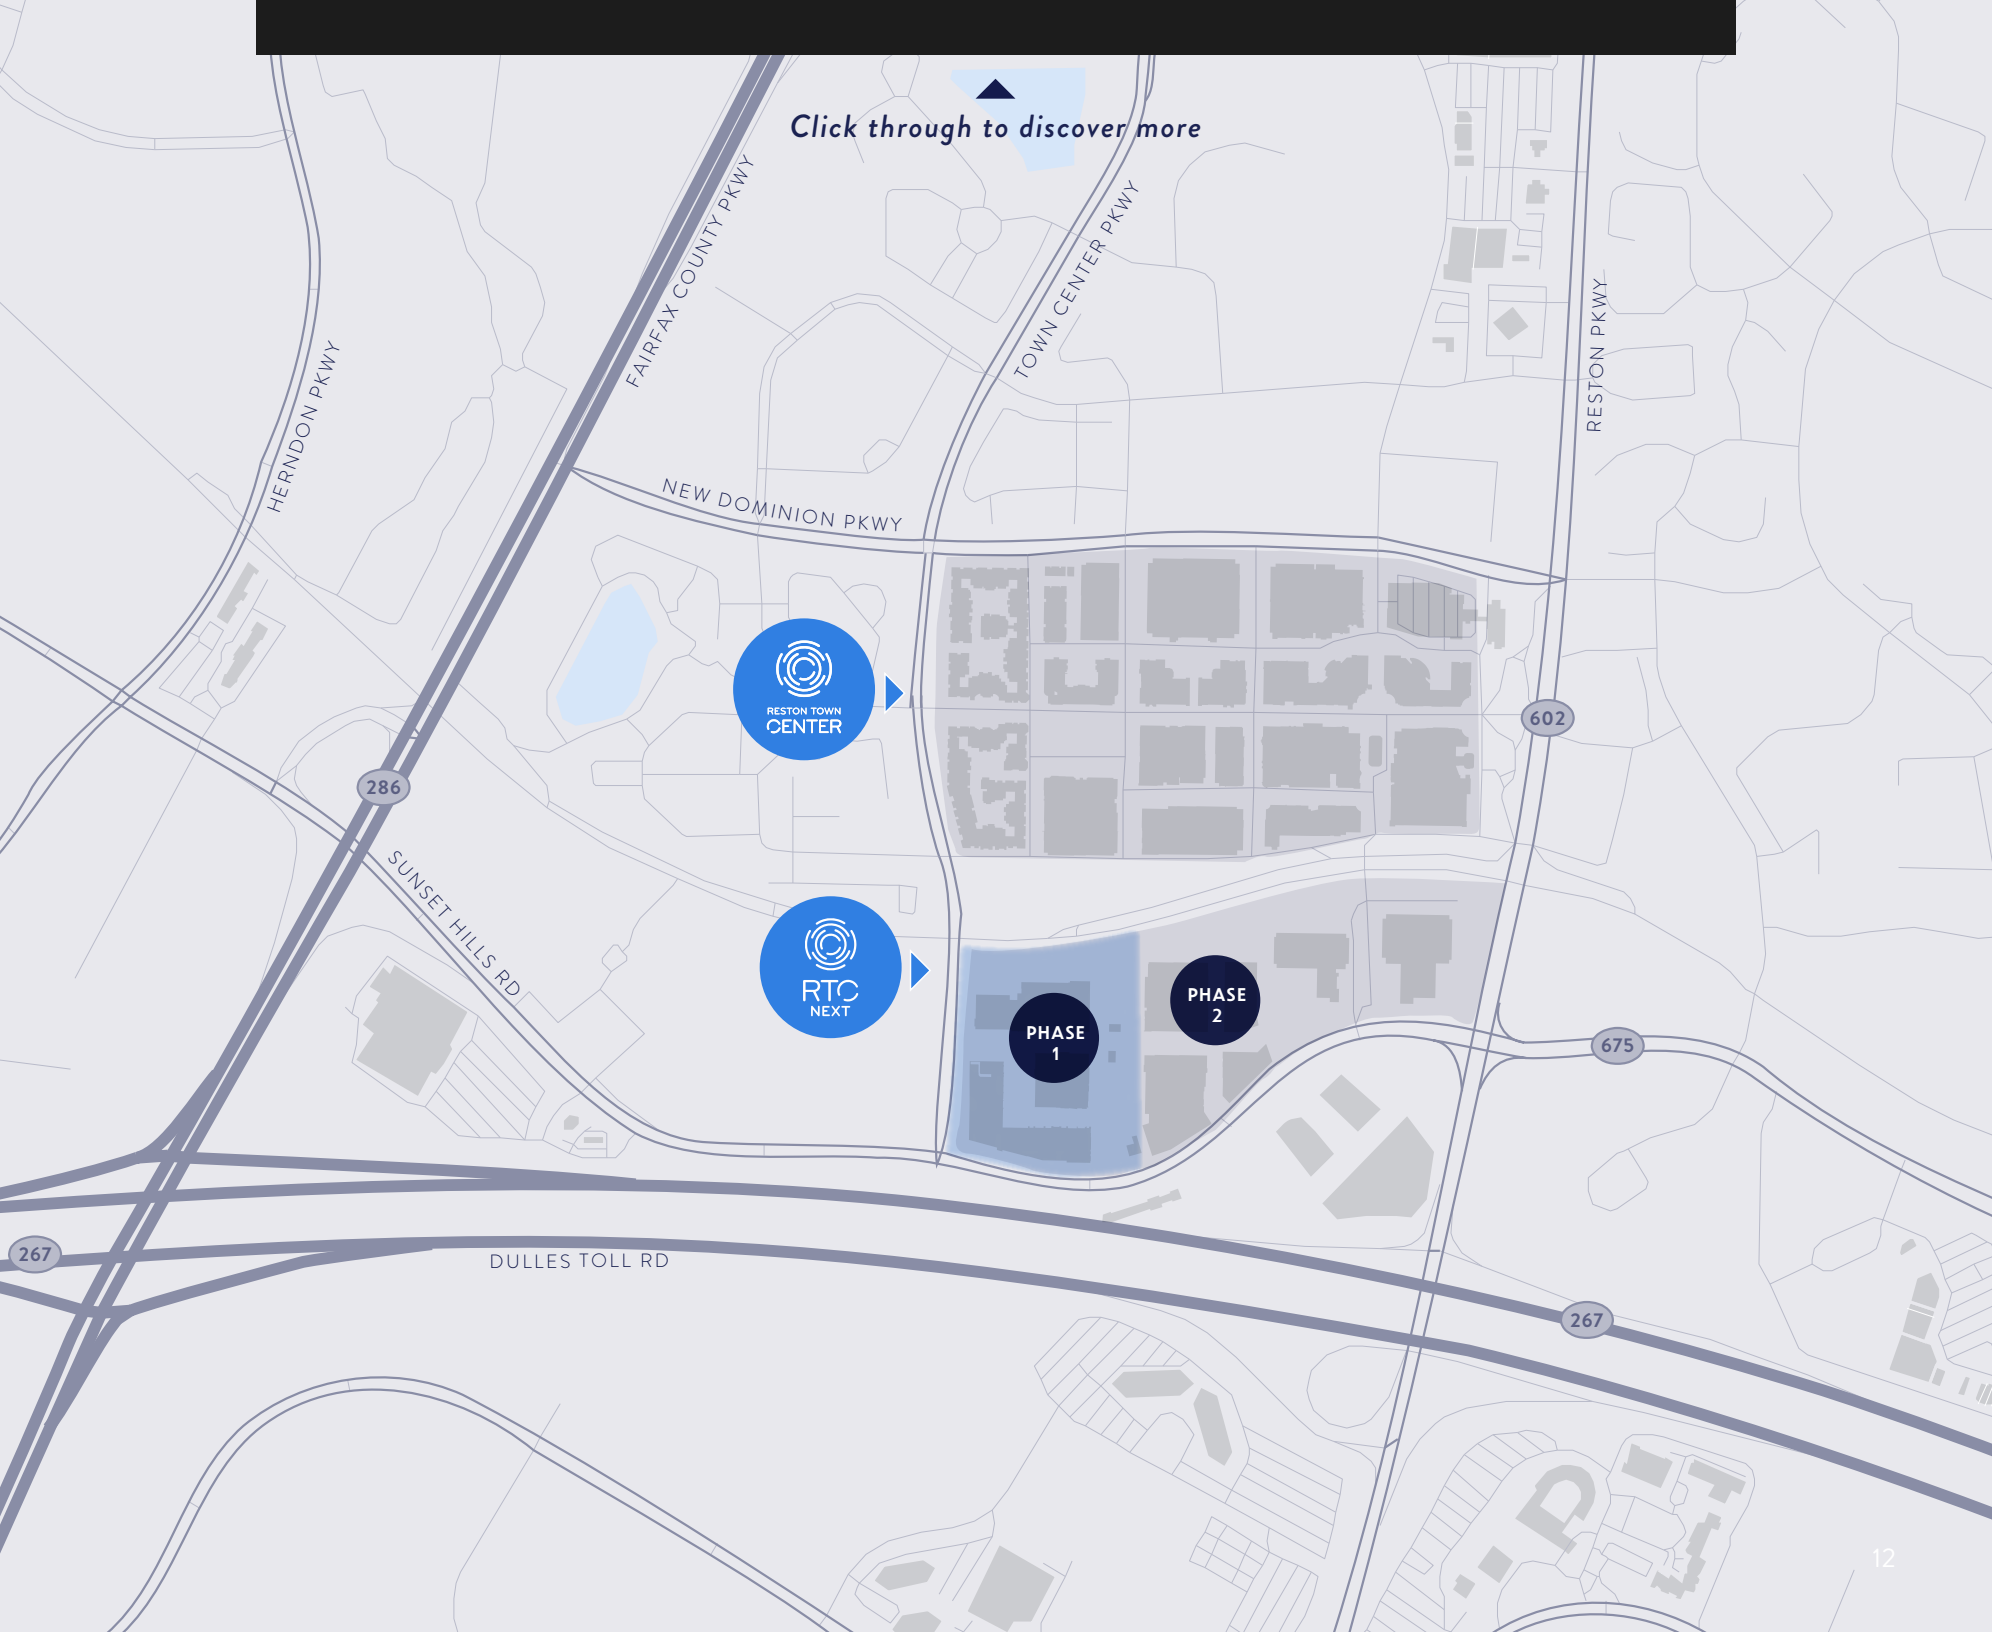 Click through to discover more
FAIRFAX COUNTY PKWY
TOWN CENTER PKWY
RESTON PKWY
HERNDON PKWY
NEW DOMINION PKWY
RESTON TOWN
CENTER
602
286
SUNSET HILLS RD
RTC
NEXT
PHASE
1
PHASE
2
675
267
DULLES TOLL RD
267
12